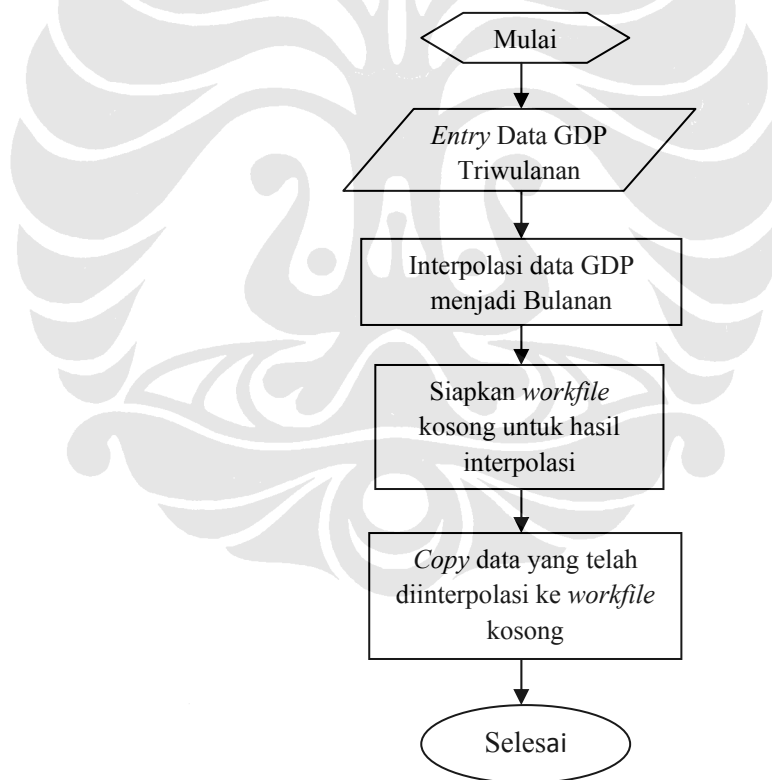 Mulai
Entry Data GDP
Triwulanan
Interpolasi data GDP
menjadi Bulanan
Siapkan workfile
kosong untuk hasil
interpolasi
Copy data yang telah
diinterpolasi ke workfile
kosong
Selesai